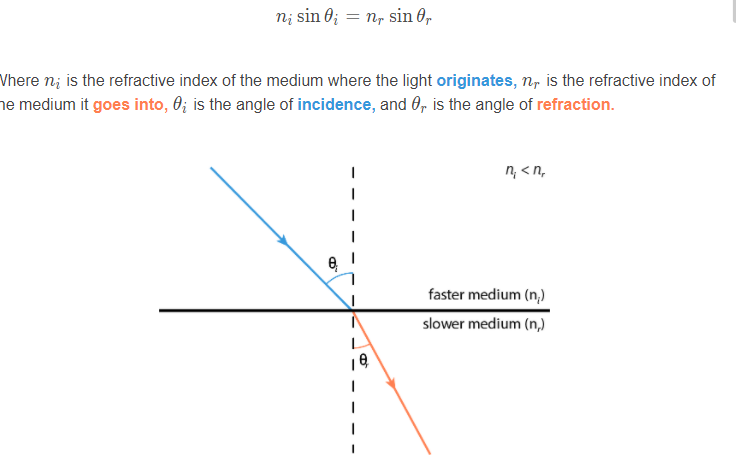 nᵢ sin θᵢ = nᵣ sin θᵣ
Where nᵢ is the refractive index of the medium where the light originates, nᵣ is the refractive index of
the medium it goes into, θᵢ is the angle of incidence, and θᵣ is the angle of refraction.
nᵢ < nᵣ
θᵢ
faster medium (nᵢ)
slower medium (nᵣ)
θᵣ